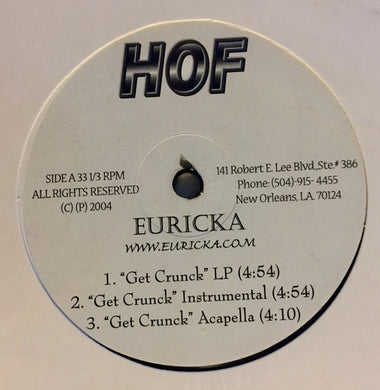 HOF
SIDE A 33 1/3 RPM
ALL RIGHTS RESERVED
(C) (P) 2004
141 Robert E. Lee Blvd.,Ste.# 386
Phone: (504)-915- 4455
New Orleans, LA. 70124
EURICKA
WWW.EURICKA.COM
1. “Get Crunck” LP (4:54)
2. “Get Crunck” Instrumental (4:54)
3. “Get Crunck” Acapella (4:10)